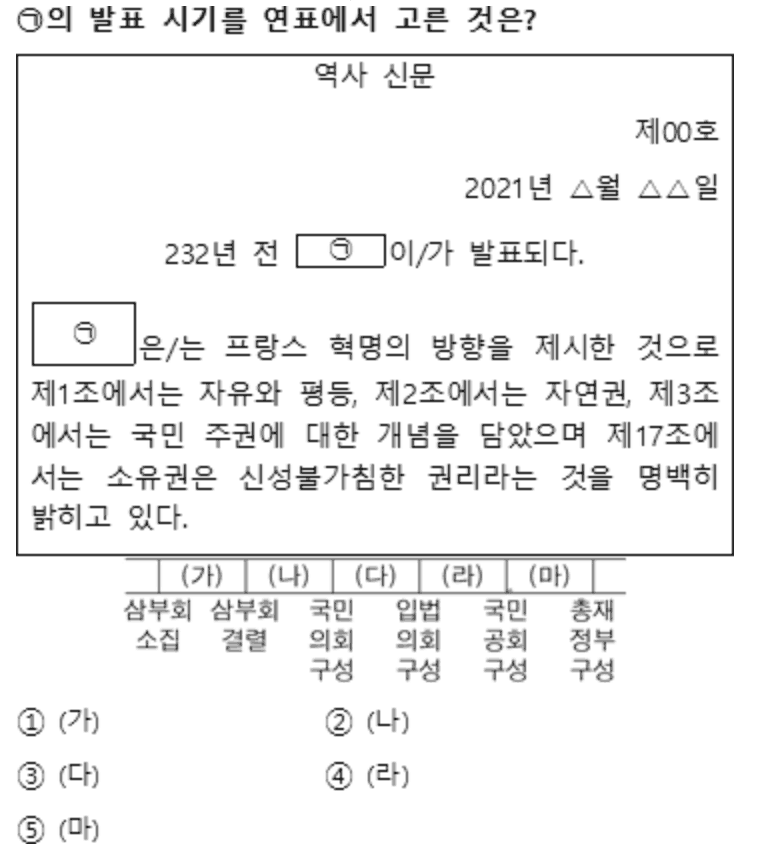 ㉠의 발표 시기를 연표에서 고른 것은?
역사 신문
제00호
2021년 △월 △△일
232년 전 ㉠ 이/가 발표되다.
㉠ 은/는 프랑스 혁명의 방향을 제시한 것으로
제1조에서는 자유와 평등, 제2조에서는 자연권, 제3조
에서는 국민 주권에 대한 개념을 담았으며 제17조에
서는 소유권은 신성불가침한 권리라는 것을 명백히
밝히고 있다.
(가) (나) (다) (라) (마)
삼부회 삼부회 국민 입법 국민 총재
소집 결렬 의회 의회 공회 정부
구성 구성 구성 구성
① (가) ② (나)
③ (다) ④ (라)
⑤ (마)